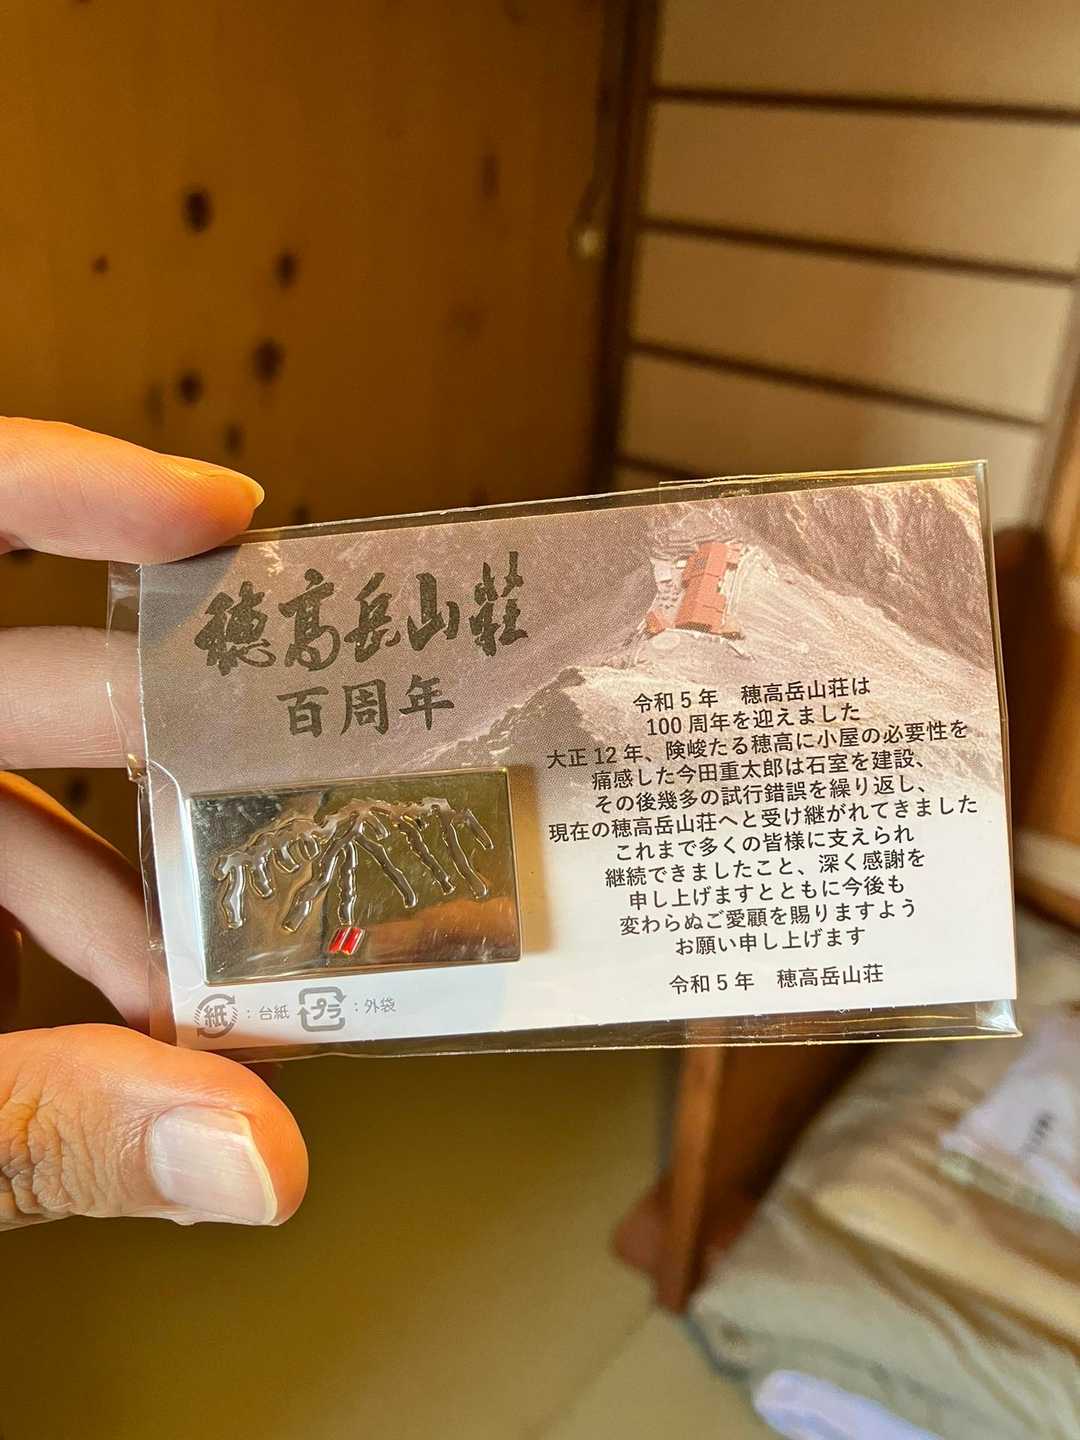 穂高岳山荘
百周年
令和5年 穂高岳山荘は
100周年を迎えました
大正12年、険峻たる穂高に小屋の必要性を
痛感した今田重太郎は石室を建設、
その後幾多の試行錯誤を繰り返し、
現在の穂高岳山荘へと受け継がれてきました
これまで多くの皆様に支えられ
継続できましたこと、深く感謝を
申し上げますとともに今後も
変わらぬご愛顧を賜りますよう
お願い申し上げます
令和5年 穂高岳山荘
紙:台紙 プラ:外袋